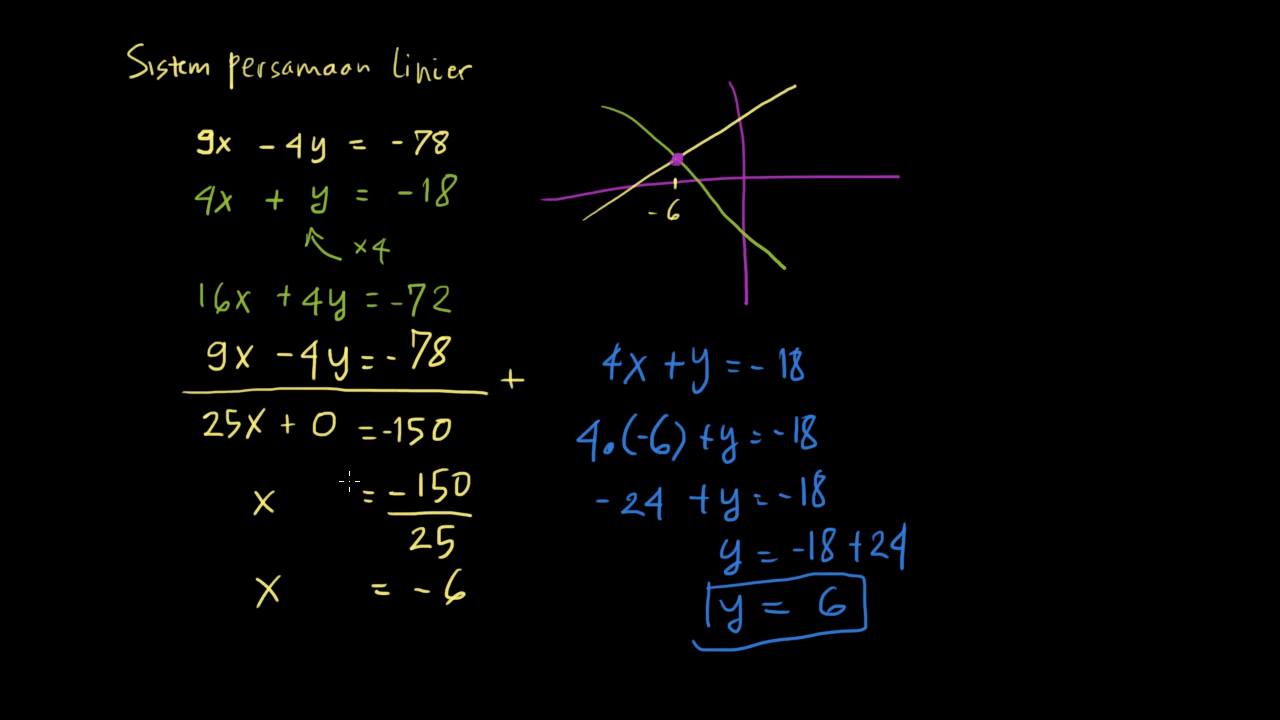 Sistem persamaan linier
9x - 4y = -78
4x + y = -18
×4
16x + 4y = -72
9x - 4y = -78
+
25x + 0 = -150
x = -150
25
x = -6
-6
4x + y = -18
4.(-6) + y = -18
-24 + y = -18
y = -18 + 24
y = 6